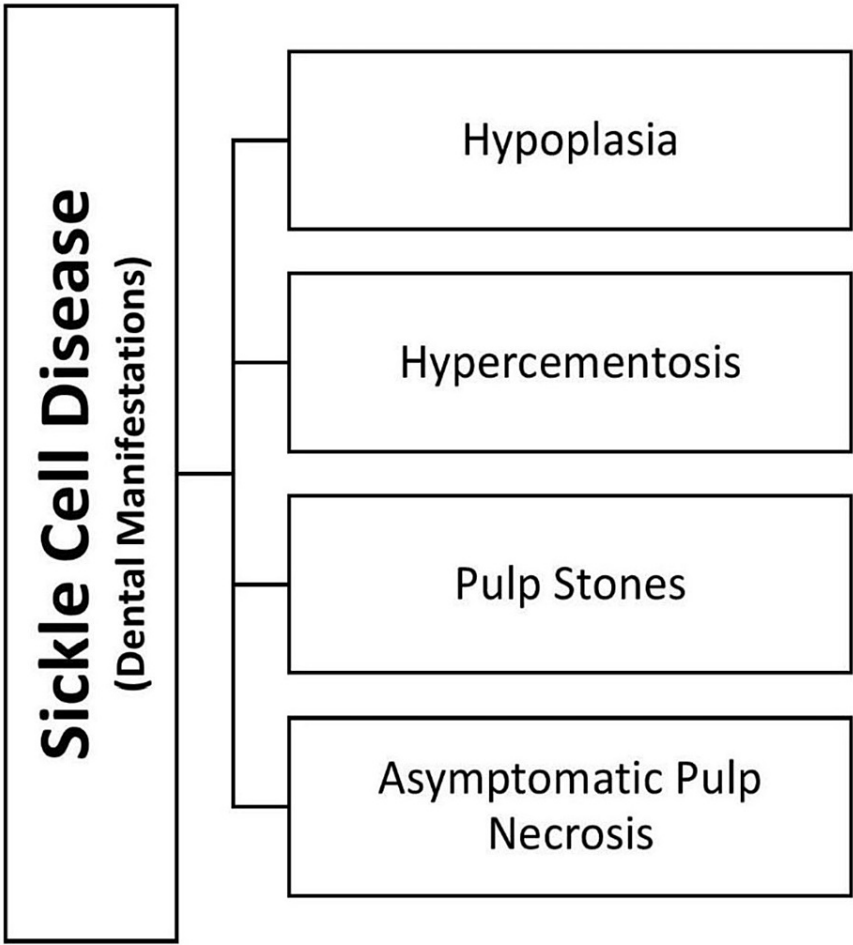 Sickle Cell Disease
(Dental Manifestations)
Hypoplasia
Hypercementosis
Pulp Stones
Asymptomatic Pulp
Necrosis